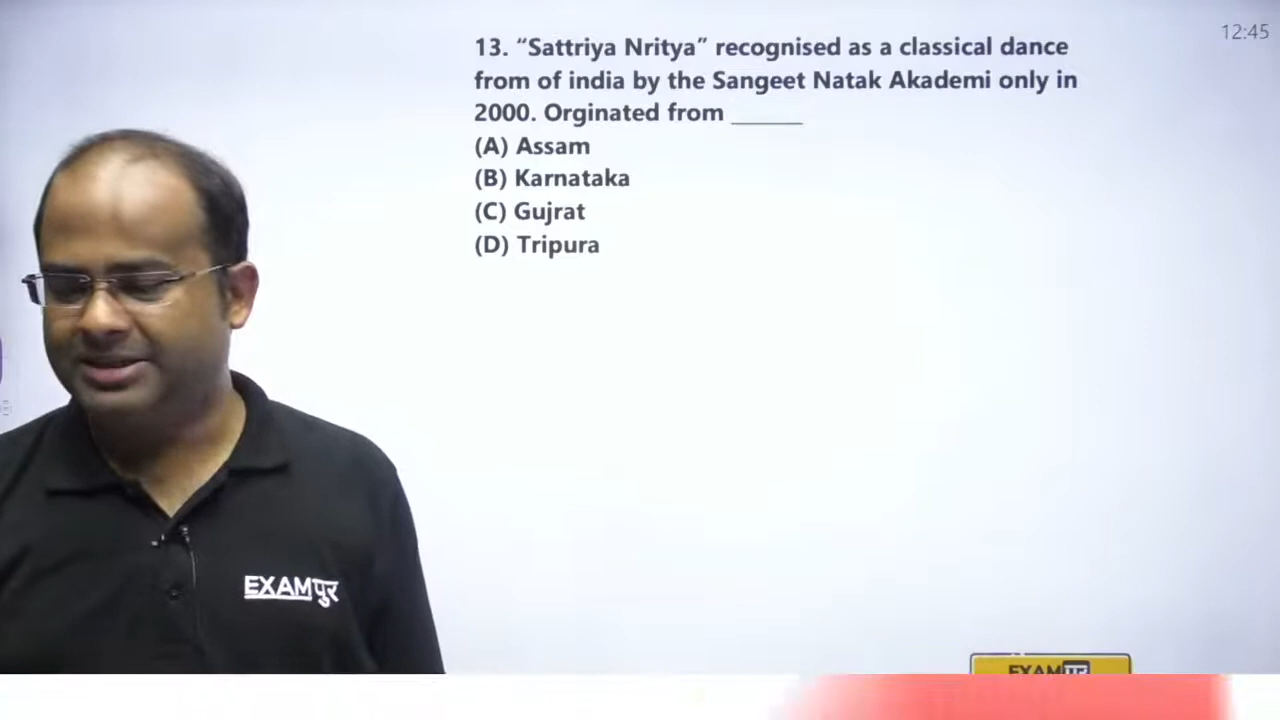 12:45
13. “Sattriya Nritya” recognised as a classical dance
from of india by the Sangeet Natak Akademi only in
2000. Orginated from ______
(A) Assam
(B) Karnataka
(C) Gujrat
(D) Tripura
EXAMपुर
EXAMपुर